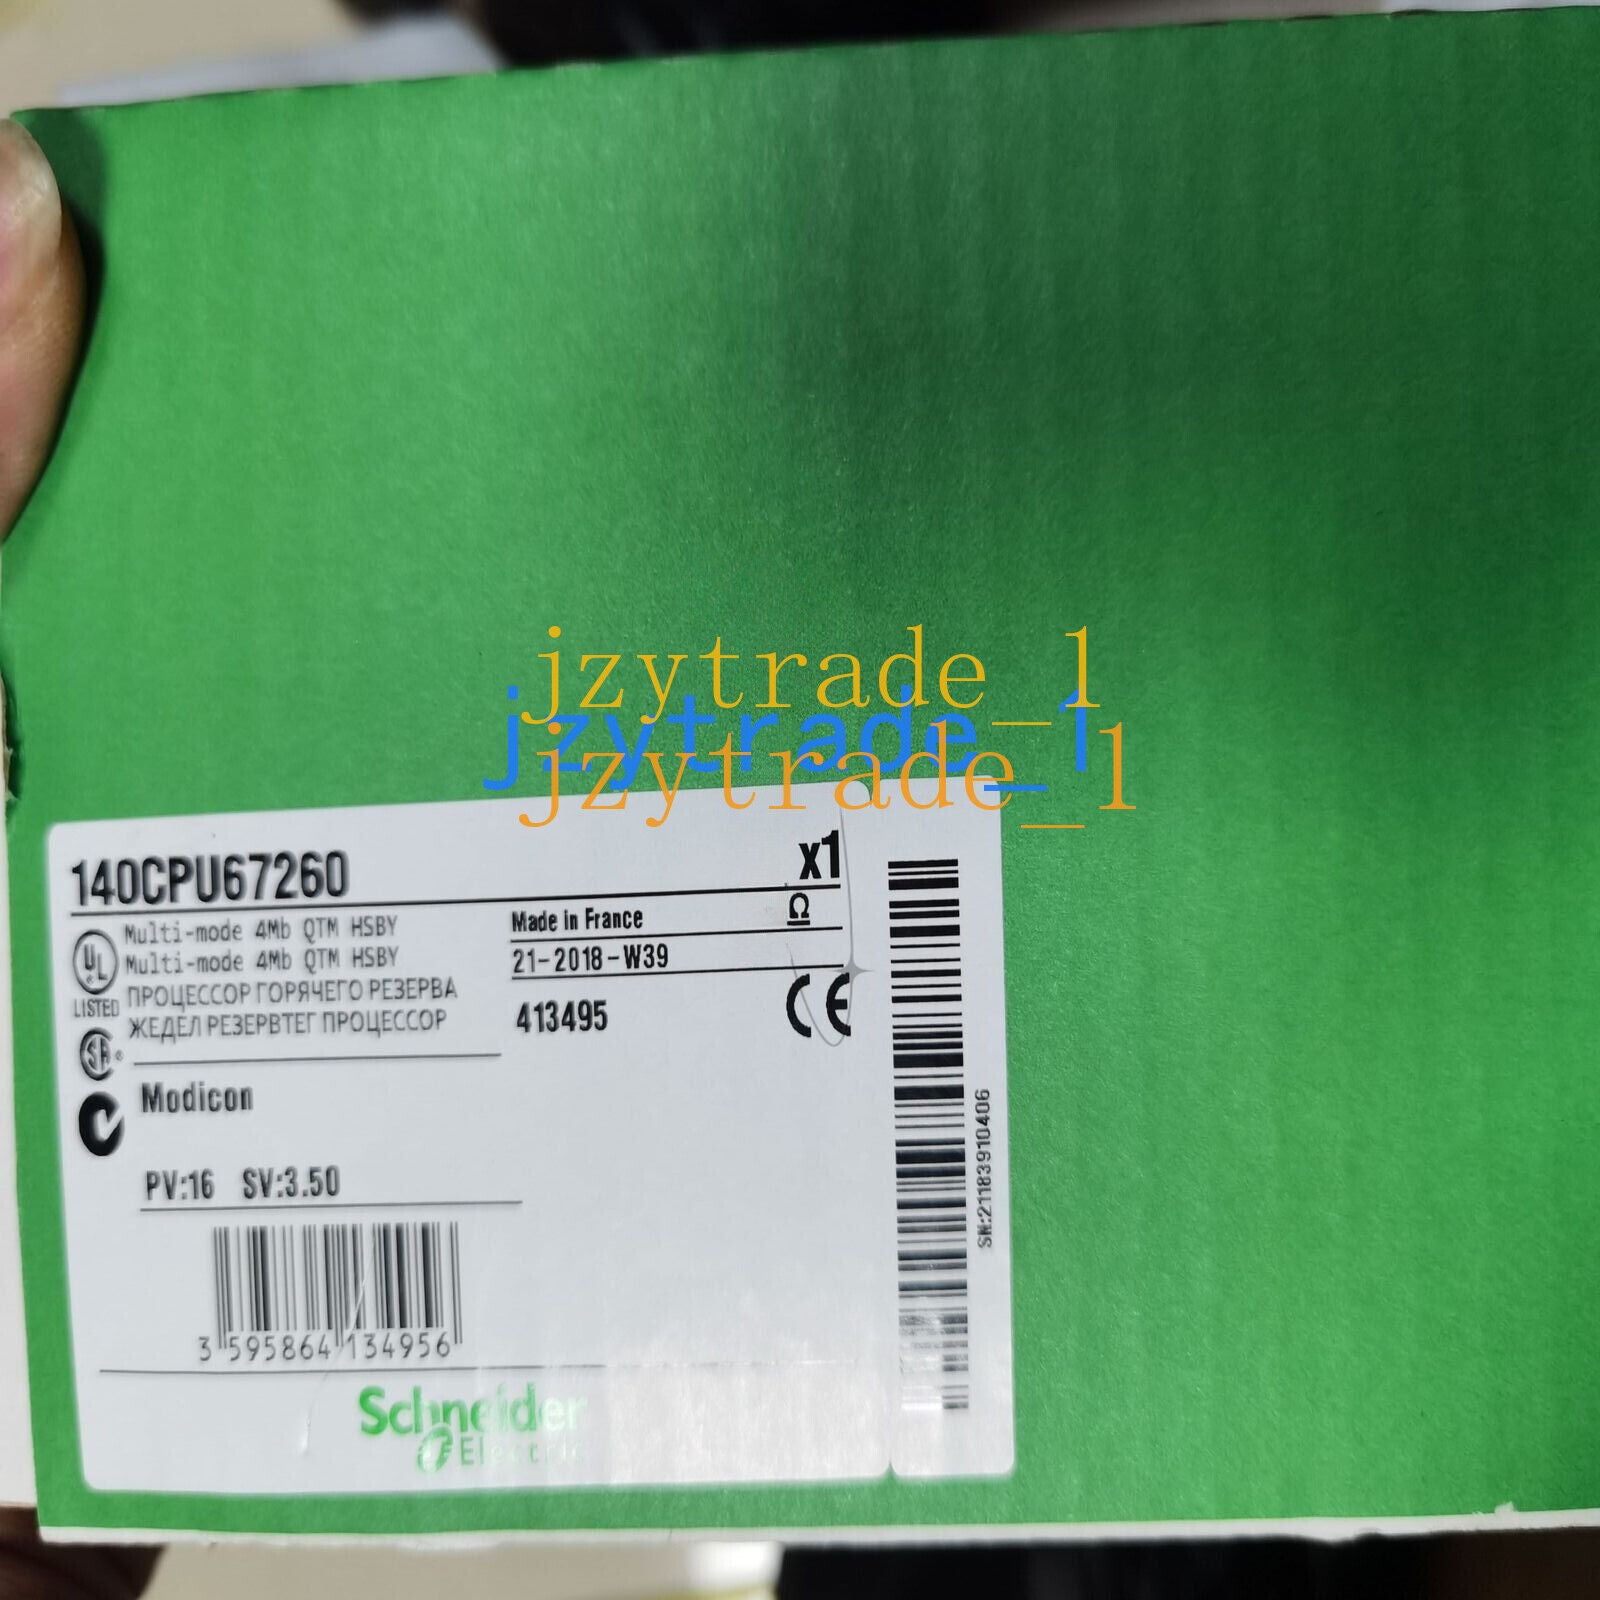 jzytrade_1
jzytrade_1
jzytrade_1
140CPU67260
x1
Multi-mode 4Mb QTM HSBY
Multi-mode 4Mb QTM HSBY
ПРОЦЕССОР ГОРЯЧЕГО РЕЗЕРВА
ЖЕДЕЛ РЕЗЕРВТЕГ ПРОЦЕССОР
UL
LISTED
SA
Made in France
Ω
21-2018-W39
413495
CE
Modicon
PV:16 SV:3.50
3 595864 134956
Schneider
Electric
SN:21183910406